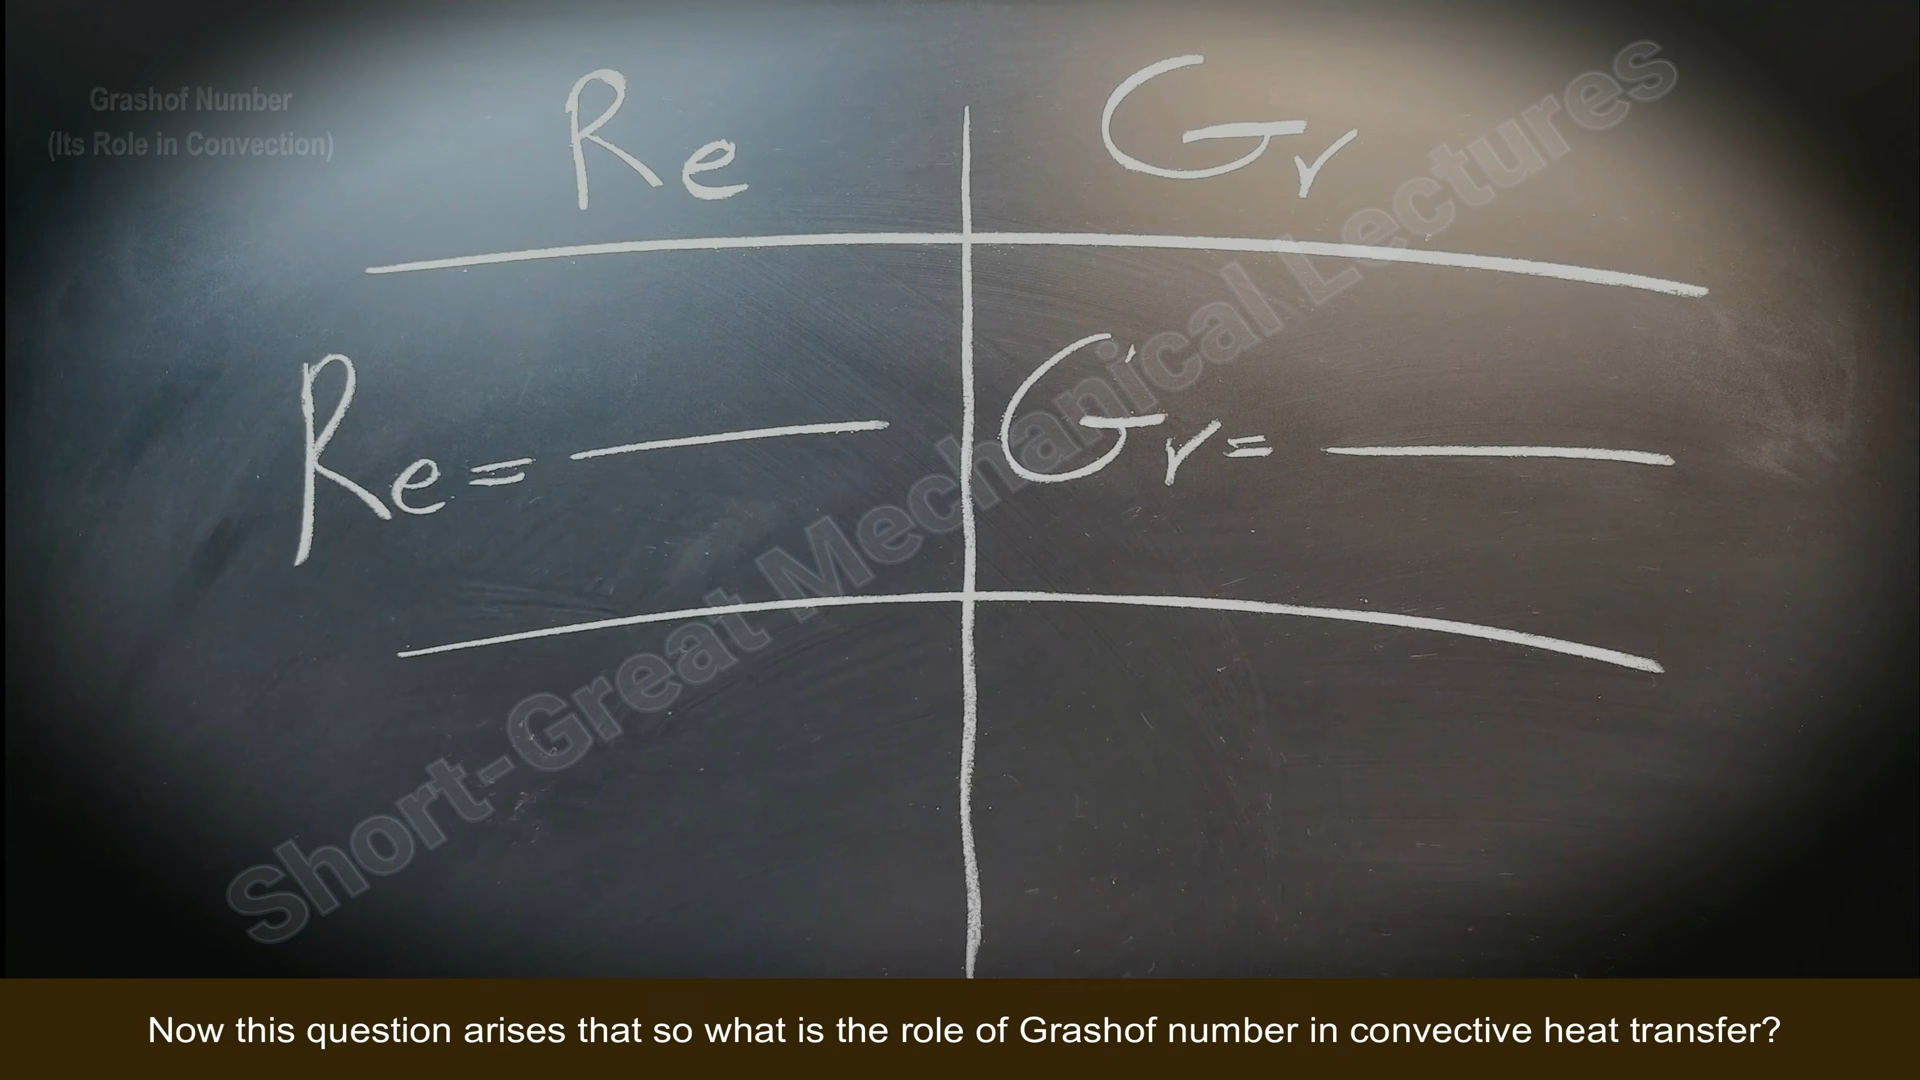 Grashof Number
(Its Role in Convection)
Re
Gr
Re =
Gr =
Short-Great Mechanical Lectures
Now this question arises that so what is the role of Grashof number in convective heat transfer?